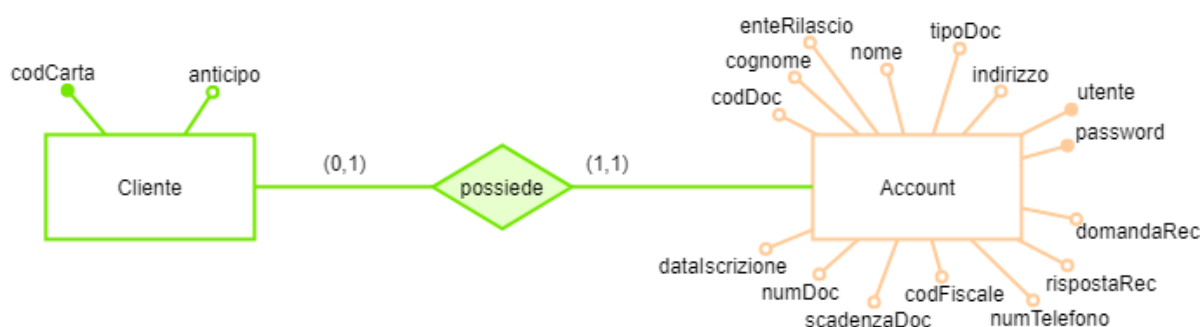 enteRilascio
tipoDoc
nome
cognome
codCarta
anticipo
indirizzo
codDoc
utente
password
(0,1)
(1,1)
Cliente
possiede
Account
domandaRec
dataIscrizione
rispostaRec
numDoc
codFiscale
scadenzaDoc
numTelefono